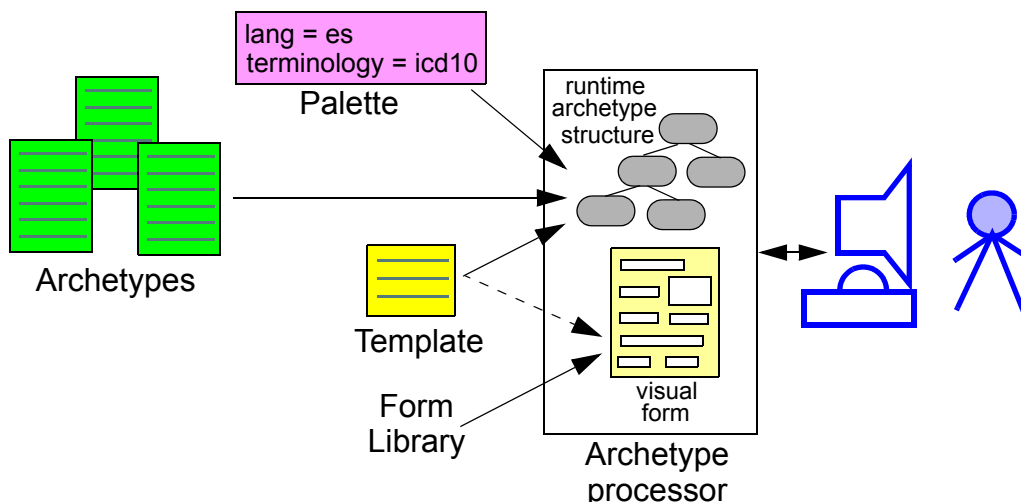 lang = es
terminology = icd10
Palette
runtime
archetype
structure
Archetypes
Template
Form
Library
visual
form
Archetype
processor